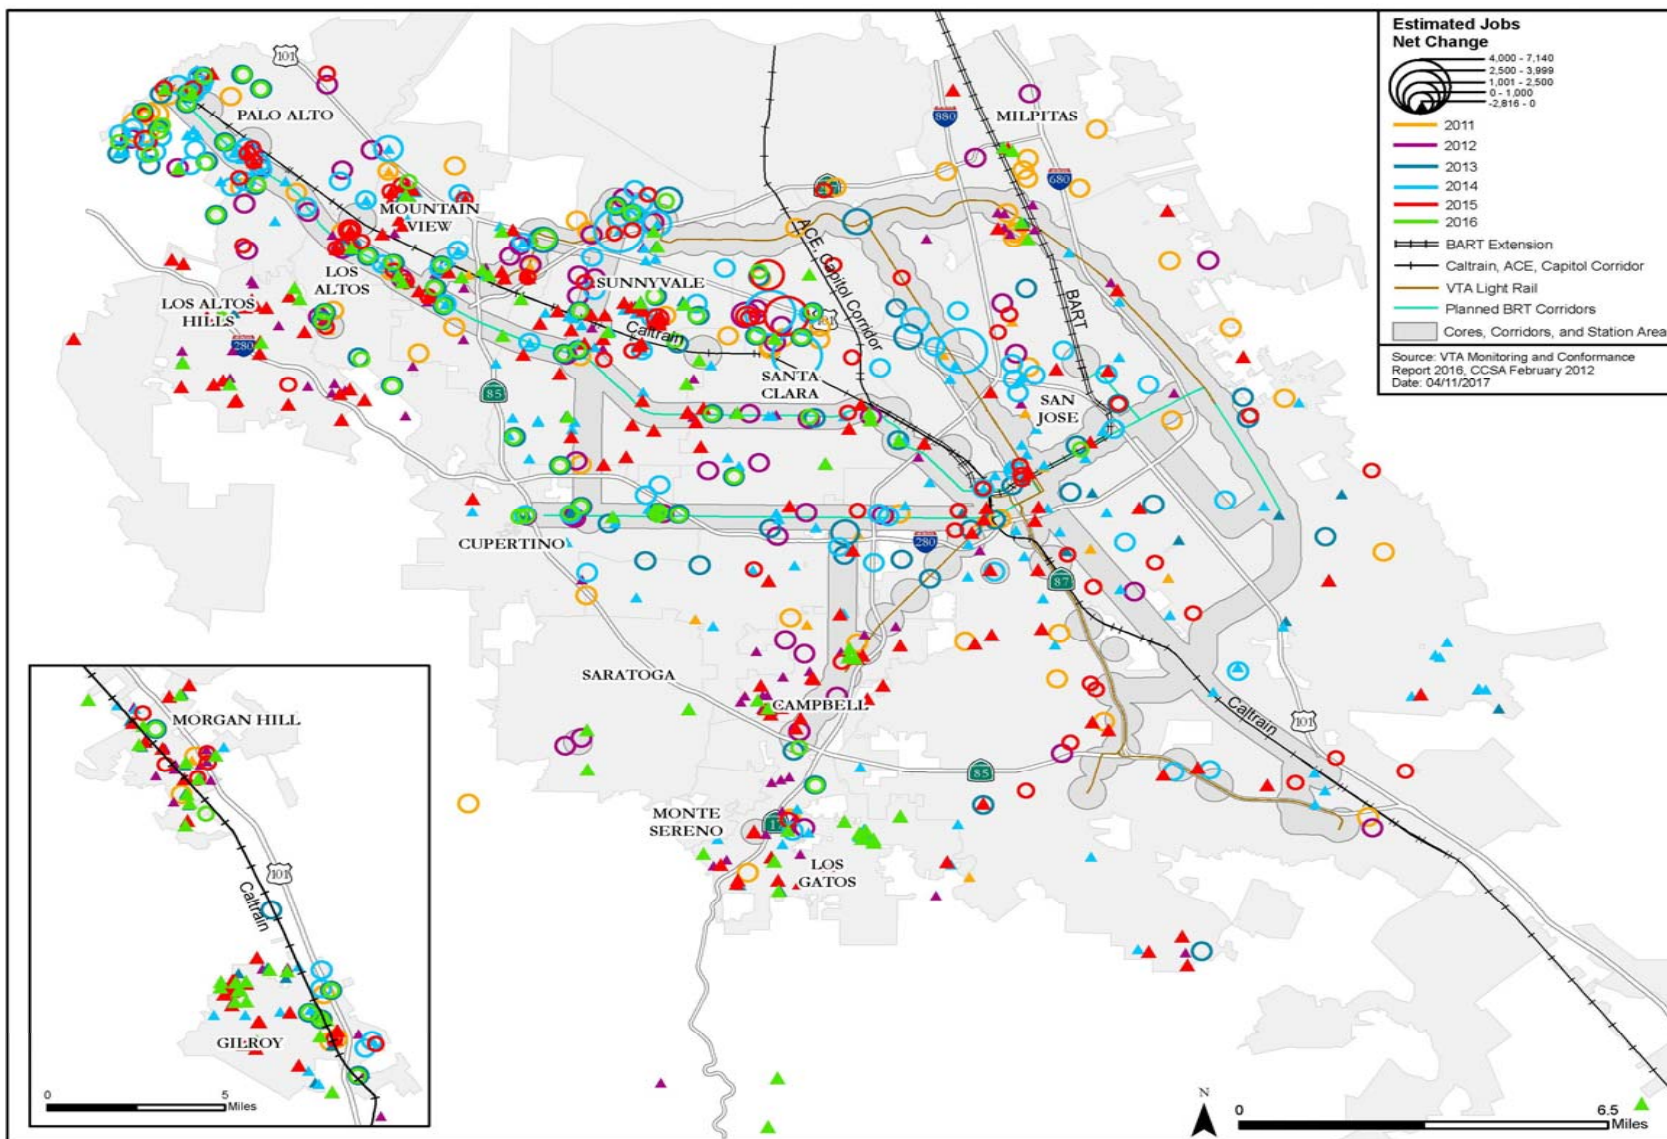 Estimated Jobs
Net Change
4,000 - 7,140
2,500 - 3,999
1,001 - 2,500
0 - 1,000
-2,816 - 0
2011
2012
2013
2014
2015
2016
BART Extension
Caltrain, ACE, Capitol Corridor
VTA Light Rail
Planned BRT Corridors
Cores, Corridors, and Station Area
Source: VTA Monitoring and Conformance
Report 2016, CCSA February 2012
Date: 04/11/2017
101
PALO ALTO
880
MILPITAS
680
MOUNTAIN
VIEW
ACE, Capitol Corridor
LOS
ALTOS
SUNNYVALE
LOS ALTOS
HILLS
280
Caltrain
101
BART
85
SANTA
CLARA
SAN
JOSE
CUPERTINO
280
87
SARATOGA
CAMPBELL
Caltrain
101
85
MONTE
SERENO
LOS
GATOS
MORGAN HILL
101
Caltrain
GILROY
0 5
Miles
N
0 6.5
Miles